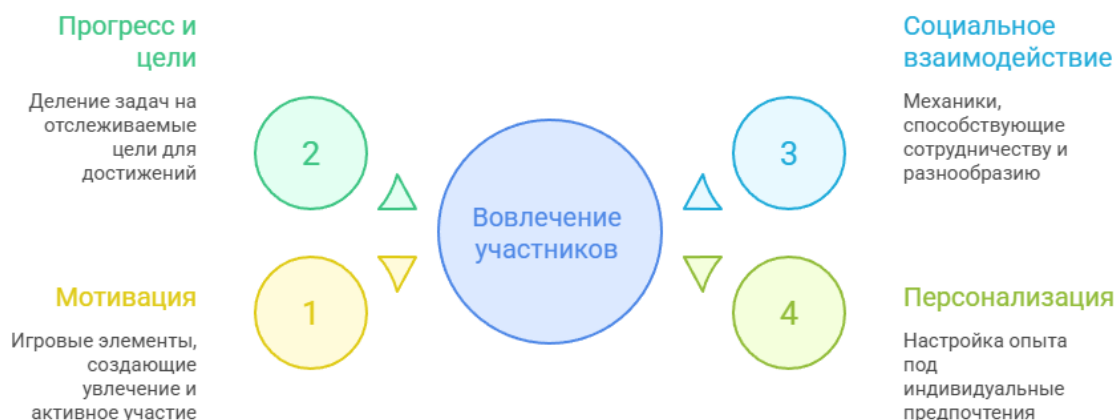 Прогресс и
цели
Деление задач на
отслеживаемые
цели для
достижений
2
Социальное
взаимодействие
Механики,
способствующие
сотрудничеству и
разнообразию
3
Вовлечение
участников
Мотивация
Игровые элементы,
создающие
увлечение и
активное участие
1
Персонализация
Настройка опыта
под
индивидуальные
предпочтения
4